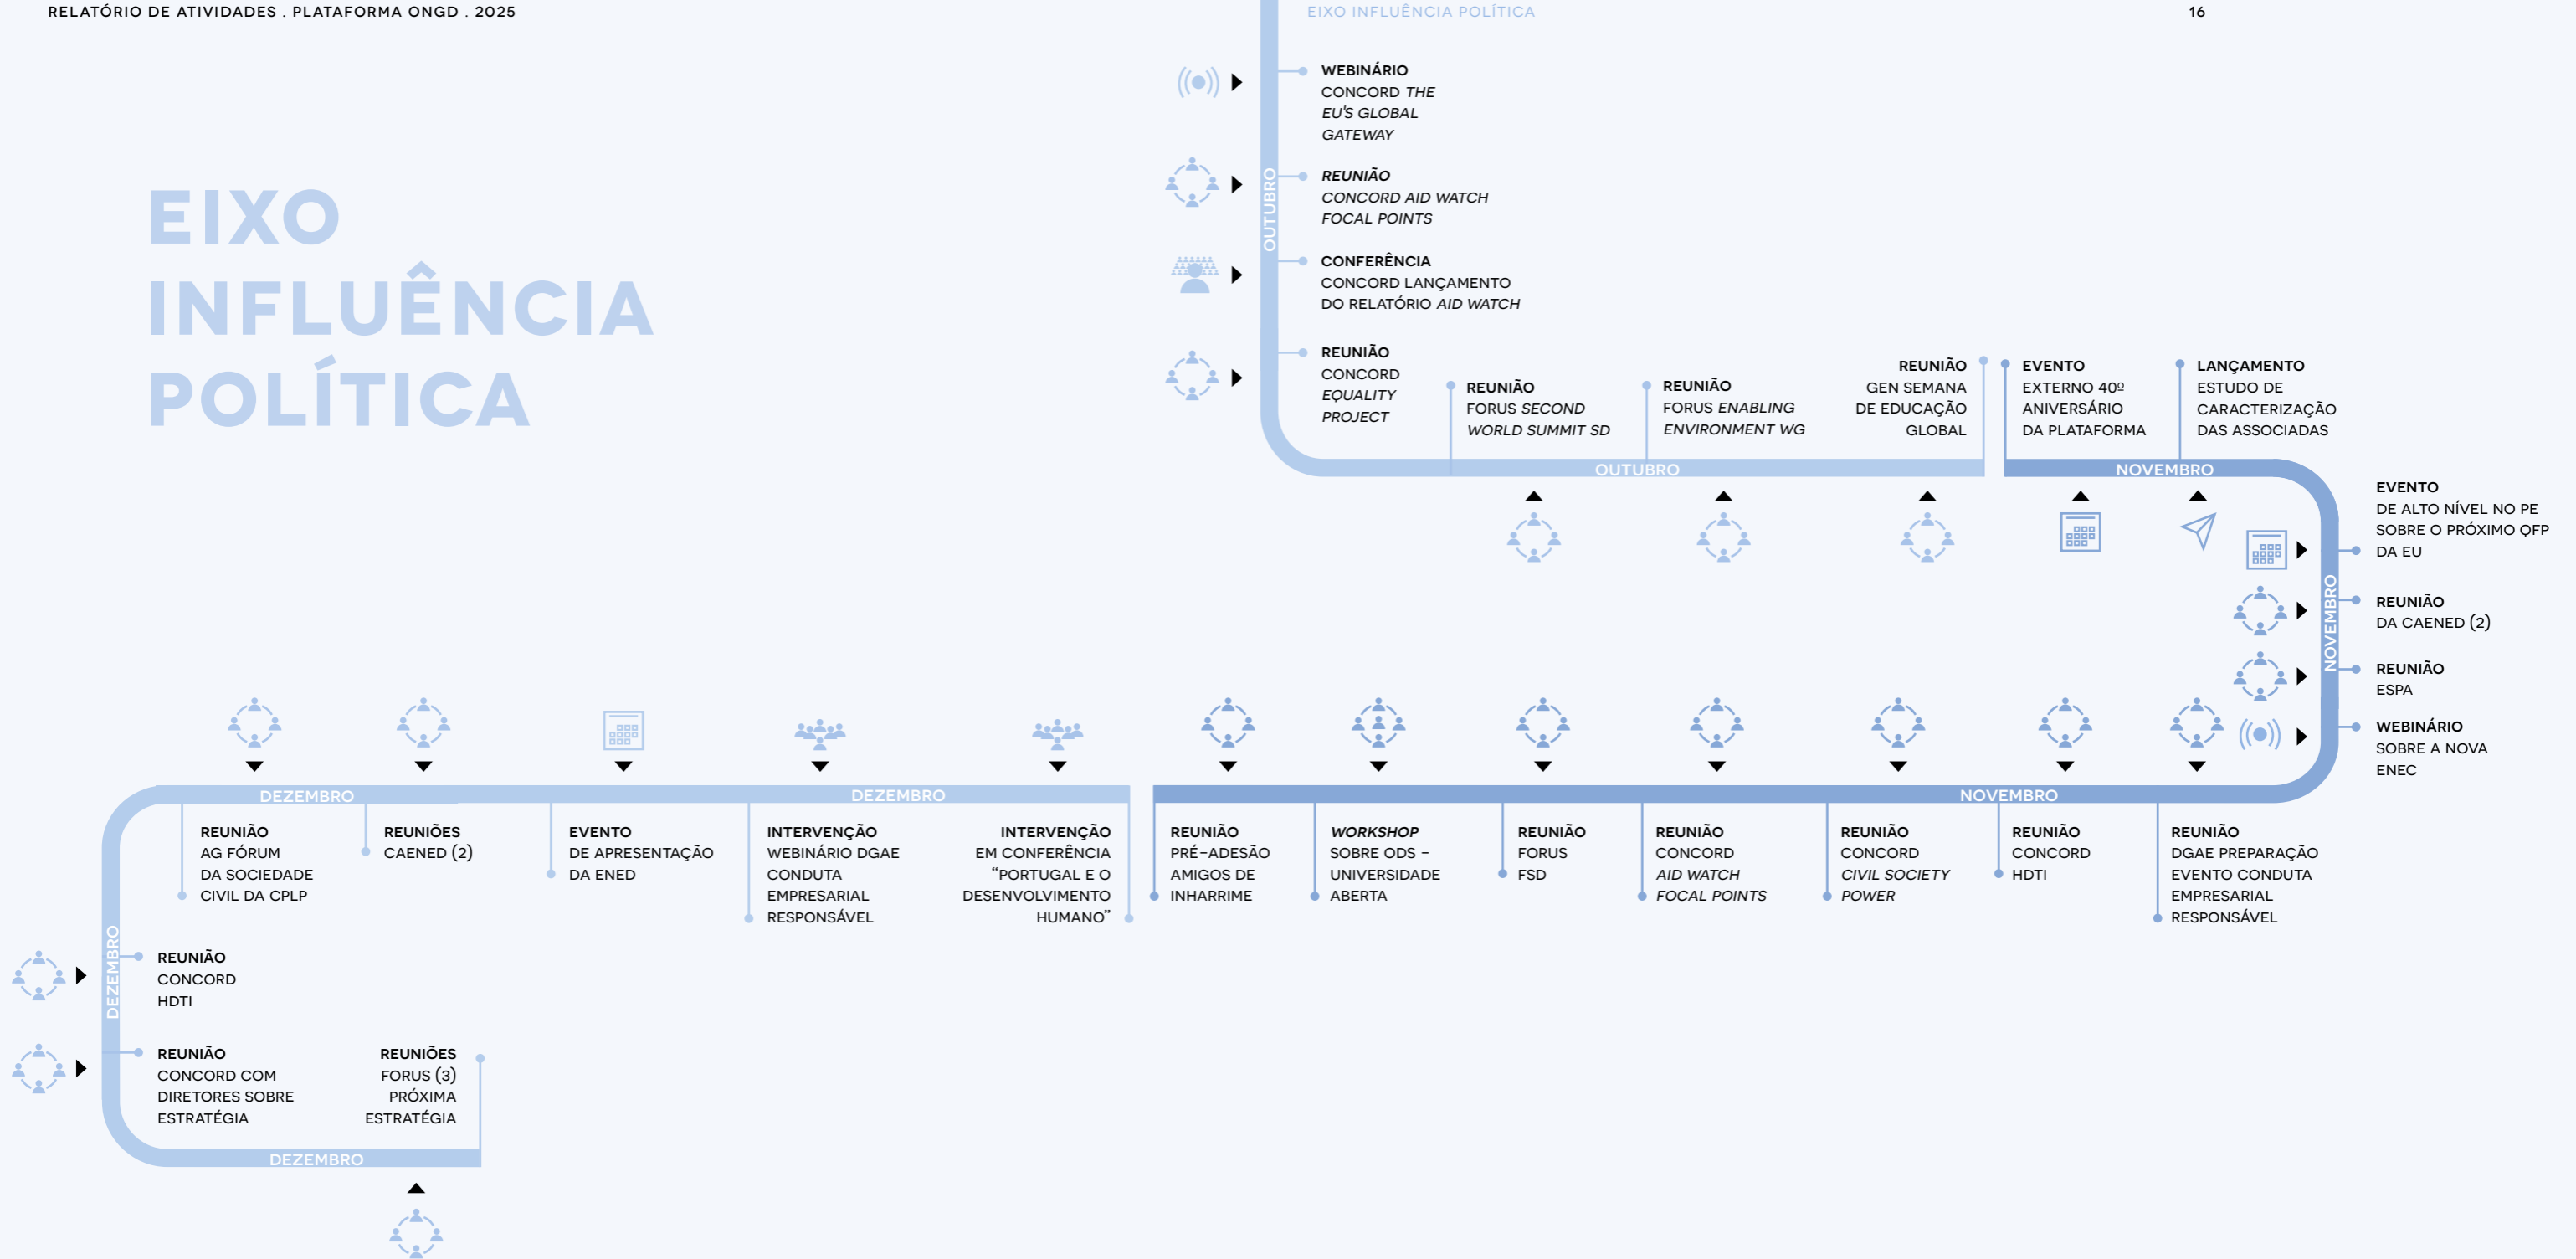 RELATÓRIO DE ATIVIDADES . PLATAFORMA ONGD . 2025
EIXO INFLUÊNCIA POLÍTICA
16
EIXO
INFLUÊNCIA
POLÍTICA
OUTUBRO
WEBINÁRIO
CONCORD THE
EU'S GLOBAL
GATEWAY
REUNIÃO
CONCORD AID WATCH
FOCAL POINTS
CONFERÊNCIA
CONCORD LANÇAMENTO
DO RELATÓRIO AID WATCH
REUNIÃO
CONCORD
EQUALITY
PROJECT
REUNIÃO
FORUS SECOND
WORLD SUMMIT SD
REUNIÃO
FORUS ENABLING
ENVIRONMENT WG
REUNIÃO
GEN SEMANA
DE EDUCAÇÃO
GLOBAL
OUTUBRO
EVENTO
EXTERNO 40º
ANIVERSÁRIO
DA PLATAFORMA
LANÇAMENTO
ESTUDO DE
CARACTERIZAÇÃO
DAS ASSOCIADAS
NOVEMBRO
EVENTO
DE ALTO NÍVEL NO PE
SOBRE O PRÓXIMO QFP
DA EU
NOVEMBRO
REUNIÃO
DA CAENED (2)
REUNIÃO
ESPA
WEBINÁRIO
SOBRE A NOVA
ENEC
DEZEMBRO
DEZEMBRO
NOVEMBRO
REUNIÃO
AG FÓRUM
DA SOCIEDADE
CIVIL DA CPLP
REUNIÕES
CAENED (2)
EVENTO
DE APRESENTAÇÃO
DA ENED
INTERVENÇÃO
WEBINÁRIO DGAE
CONDUTA
EMPRESARIAL
RESPONSÁVEL
INTERVENÇÃO
EM CONFERÊNCIA
“PORTUGAL E O
DESENVOLVIMENTO
HUMANO”
REUNIÃO
PRÉ-ADESÃO
AMIGOS DE
INHARRIME
WORKSHOP
SOBRE ODS -
UNIVERSIDADE
ABERTA
REUNIÃO
FORUS
FSD
REUNIÃO
CONCORD
AID WATCH
FOCAL POINTS
REUNIÃO
CONCORD
CIVIL SOCIETY
POWER
REUNIÃO
CONCORD
HDTI
REUNIÃO
DGAE PREPARAÇÃO
EVENTO CONDUTA
EMPRESARIAL
RESPONSÁVEL
DEZEMBRO
REUNIÃO
CONCORD
HDTI
REUNIÃO
CONCORD COM
DIRETORES SOBRE
ESTRATÉGIA
REUNIÕES
FORUS (3)
PRÓXIMA
ESTRATÉGIA
DEZEMBRO